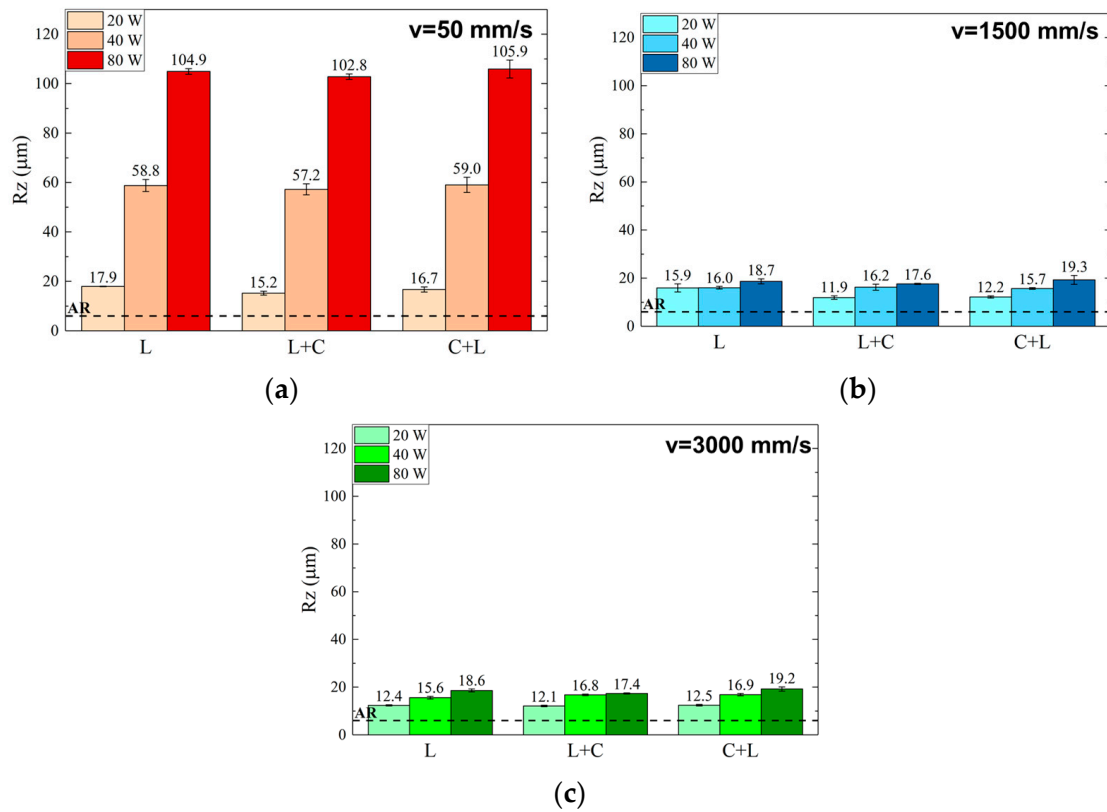 20 W
40 W
80 W
v=50 mm/s
Rz (μm)
120
100
80
60
40
20
0
104.9
102.8
105.9
58.8
57.2
59.0
17.9
15.2
16.7
AR
L
L+C
C+L
(a)
20 W
40 W
80 W
v=1500 mm/s
Rz (μm)
120
100
80
60
40
20
0
15.9
16.0
18.7
11.9
16.2
17.6
12.2
15.7
19.3
AR
L
L+C
C+L
(b)
20 W
40 W
80 W
v=3000 mm/s
Rz (μm)
120
100
80
60
40
20
0
12.4
15.6
18.6
12.1
16.8
17.4
12.5
16.9
19.2
AR
L
L+C
C+L
(c)